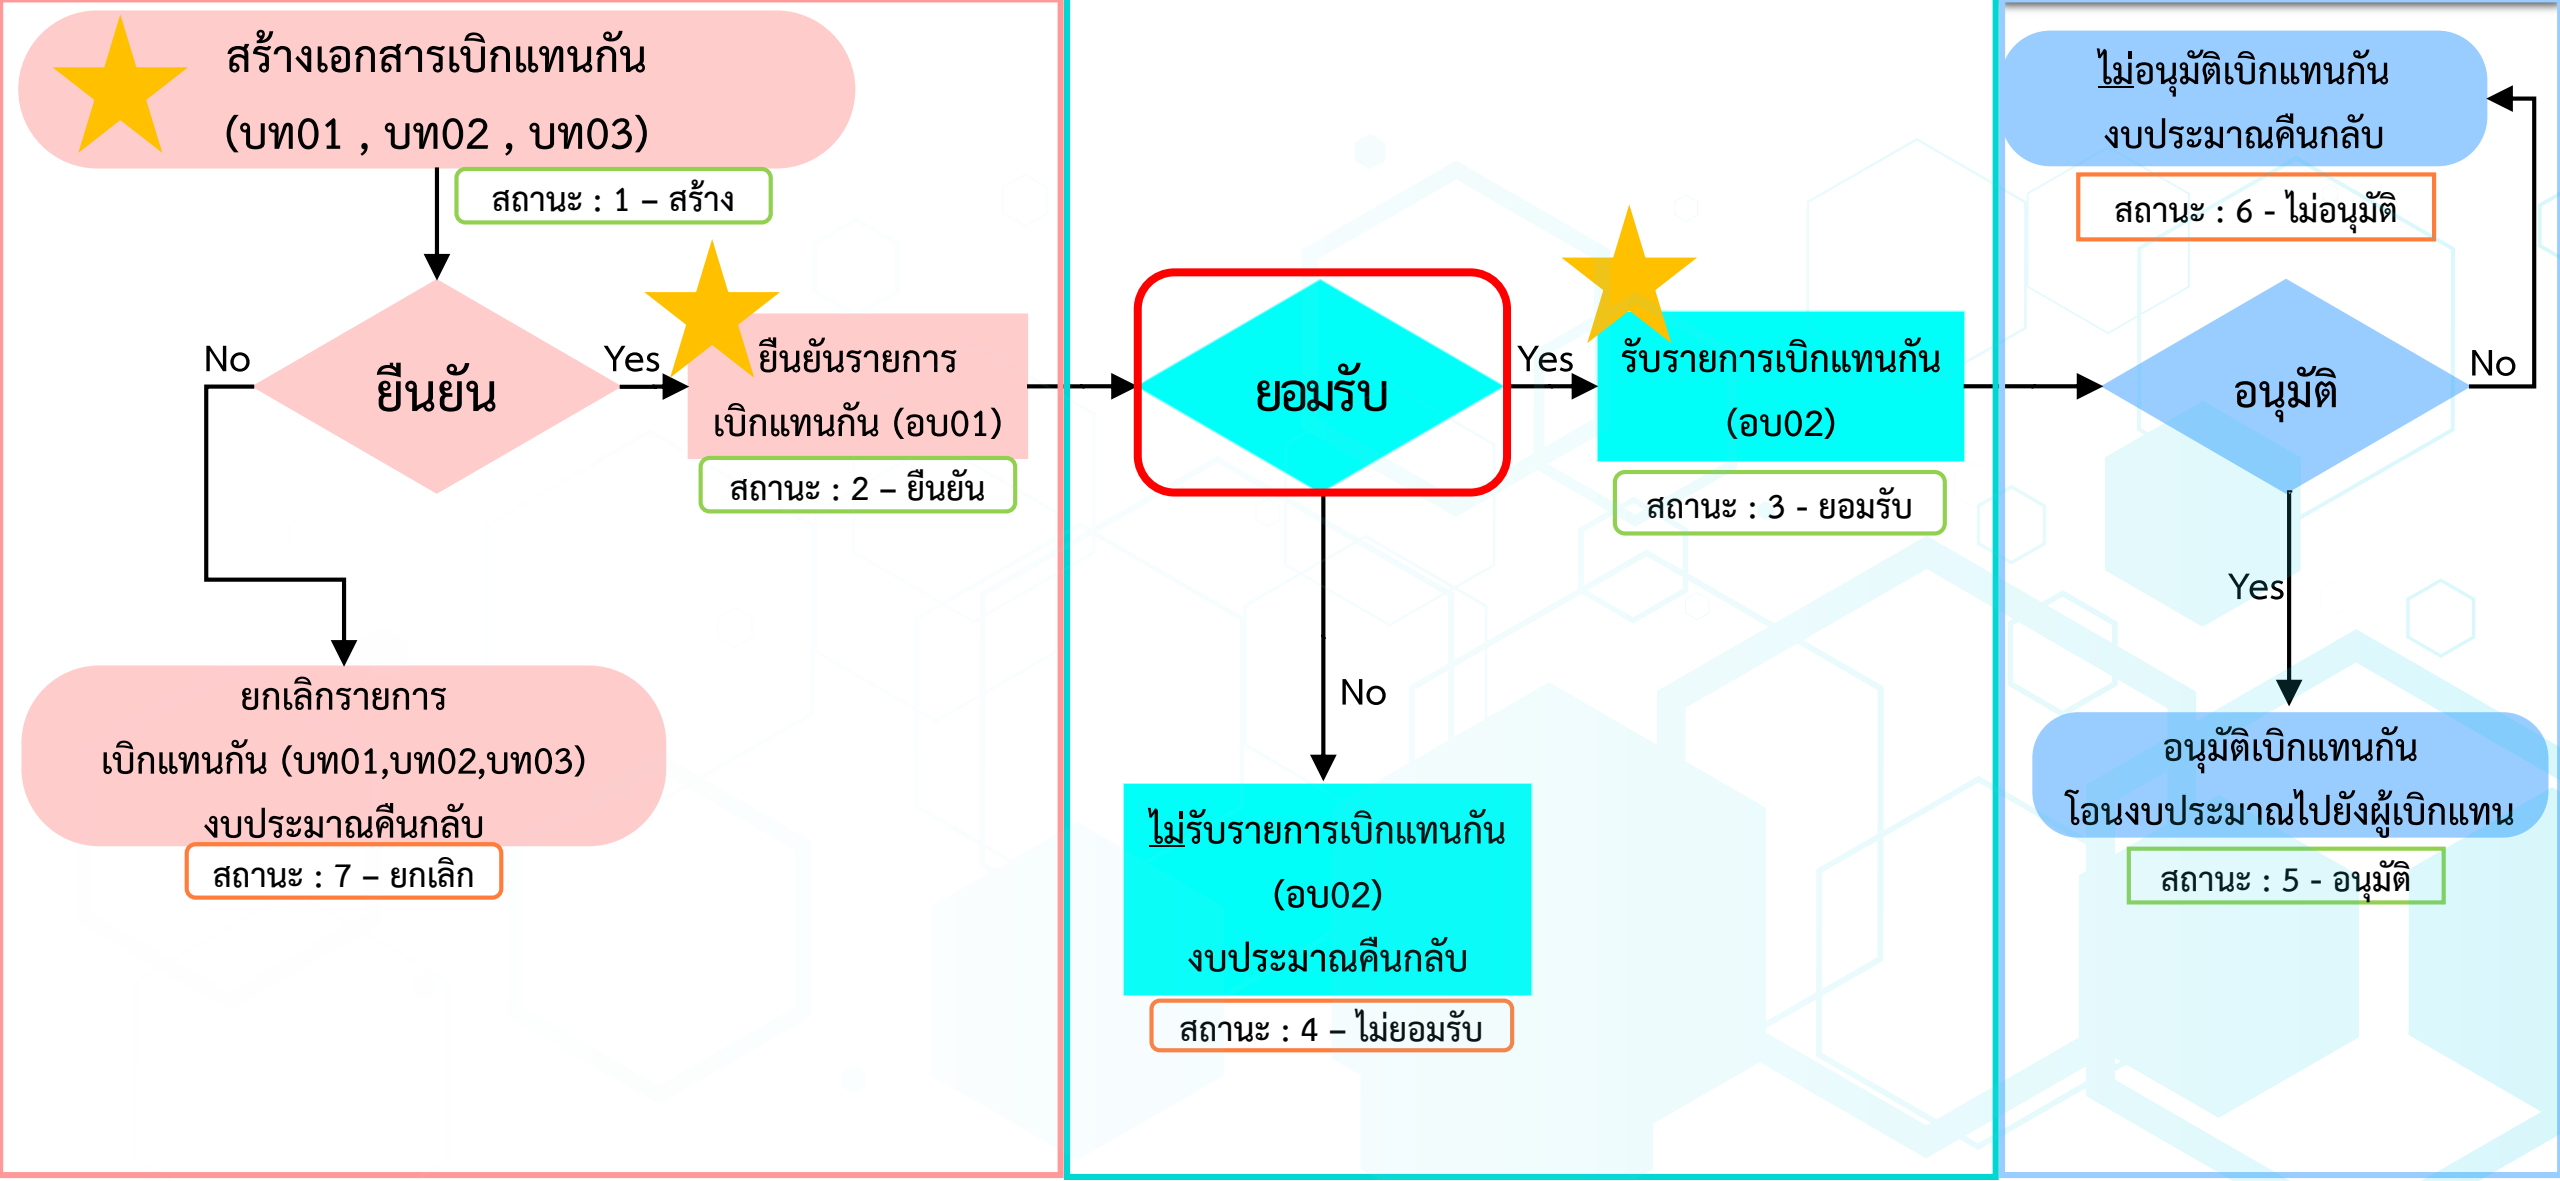 สร้างเอกสารเบิกแทนกัน
(บท01 , บท02 , บท03)
สถานะ : 1 – สร้าง
ยืนยัน
No
Yes
ยืนยันรายการ
เบิกแทนกัน (อบ01)
สถานะ : 2 – ยืนยัน
ยกเลิกรายการ
เบิกแทนกัน (บท01,บท02,บท03)
งบประมาณคืนกลับ
สถานะ : 7 – ยกเลิก
ยอมรับ
Yes
รับรายการเบิกแทนกัน
(อบ02)
สถานะ : 3 - ยอมรับ
No
ไม่รับรายการเบิกแทนกัน
(อบ02)
งบประมาณคืนกลับ
สถานะ : 4 – ไม่ยอมรับ
ไม่อนุมัติเบิกแทนกัน
งบประมาณคืนกลับ
สถานะ : 6 - ไม่อนุมัติ
อนุมัติ
No
Yes
อนุมัติเบิกแทนกัน
โอนงบประมาณไปยังผู้เบิกแทน
สถานะ : 5 - อนุมัติ